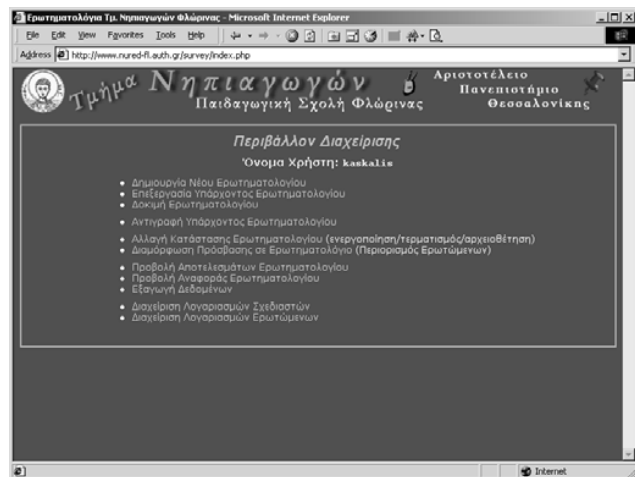 Ερωτηματολόγια Τμ. Νηπιαγωγών Φλώρινας - Microsoft Internet Explorer
File Edit View Favorites Tools Help
Address http://www.nured-fl.auth.gr/survey/index.php
Τμήμα Νηπιαγωγών
Παιδαγωγική Σχολή Φλώρινας
Αριστοτέλειο
Πανεπιστήμιο
Θεσσαλονίκης
Περιβάλλον Διαχείρισης
Όνομα Χρήστη: kaskalis
Δημιουργία Νέου Ερωτηματολογίου
Επεξεργασία Υπάρχοντος Ερωτηματολογίου
Δοκιμή Ερωτηματολογίου
Αντιγραφή Υπάρχοντος Ερωτηματολογίου
Αλλαγή Κατάστασης Ερωτηματολογίου (ενεργοποίηση/τερματισμός/αρχειοθέτηση)
Διαμόρφωση Πρόσβασης σε Ερωτηματολόγιο (Περιορισμός Ερωτώμενων)
Προβολή Αποτελεσμάτων Ερωτηματολογίου
Προβολή Αναφοράς Ερωτηματολογίου
Εξαγωγή Δεδομένων
Διαχείριση Λογαριασμών Σχεδιαστών
Διαχείριση Λογαριασμών Ερωτώμενων
Internet